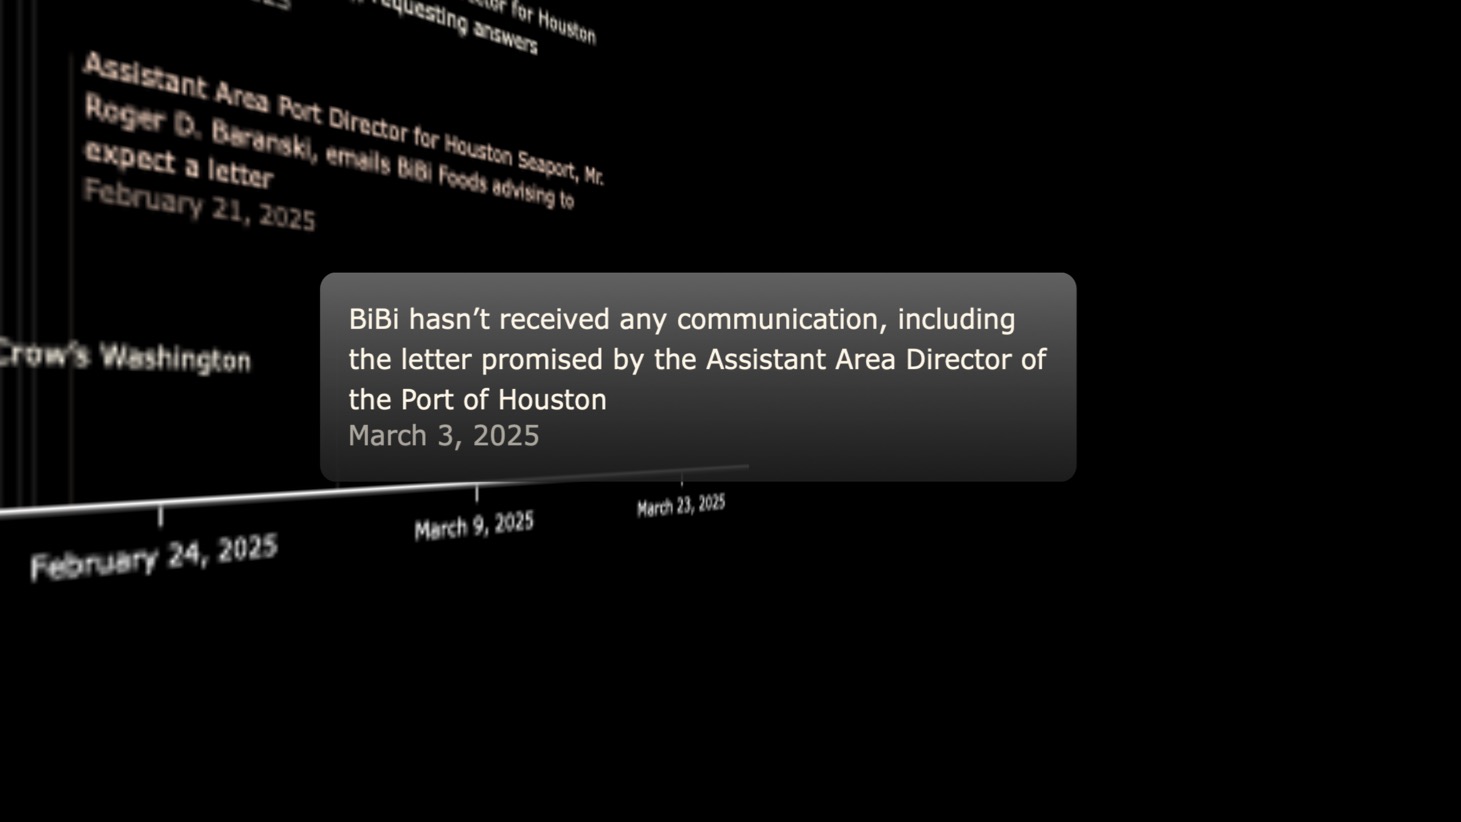 for Houston
requesting answers
Assistant Area Port Director for Houston Seaport, Mr.
Roger D. Baranski, emails BiBi Foods advising to
expect a letter
February 21, 2025
Crow's Washington
BiBi hasn’t received any communication, including
the letter promised by the Assistant Area Director of
the Port of Houston
March 3, 2025
February 24, 2025
March 9, 2025
March 23, 2025